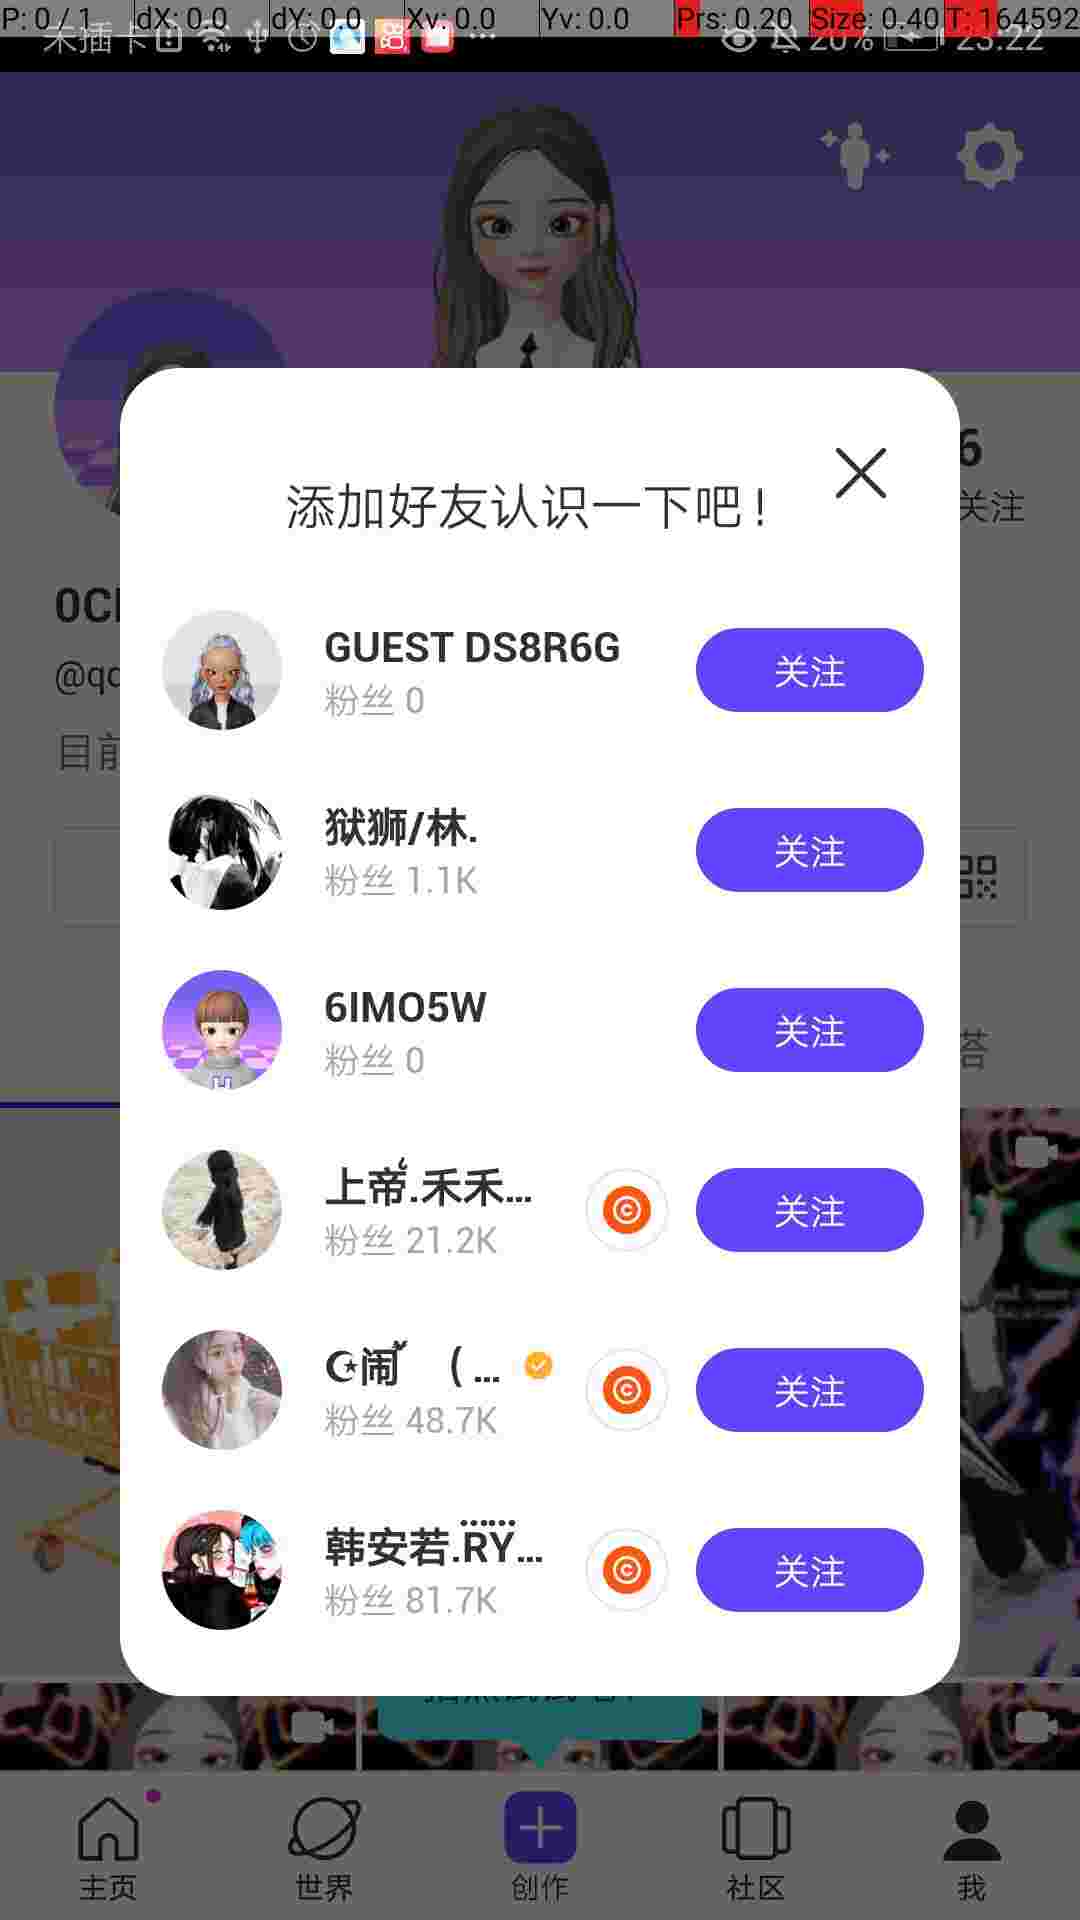 P: 0 / 1 dX: 0.0 dY: 0.0 Xv: 0.0 Yv: 0.0 Prs: 0.20 Size: 0.40 T: 164592
未插卡 20% 23:22
6
关注
添加好友认识一下吧！
@qc
目前
GUEST DS8R6G
粉丝 0
关注
狱狮/林.
粉丝 1.1K
关注
6IMO5W
粉丝 0
关注
答
上帝.禾禾...
粉丝 21.2K
关注
☪闹 ( ...
粉丝 48.7K
关注
韩安若.RY...
粉丝 81.7K
关注
主页
世界
创作
社区
我